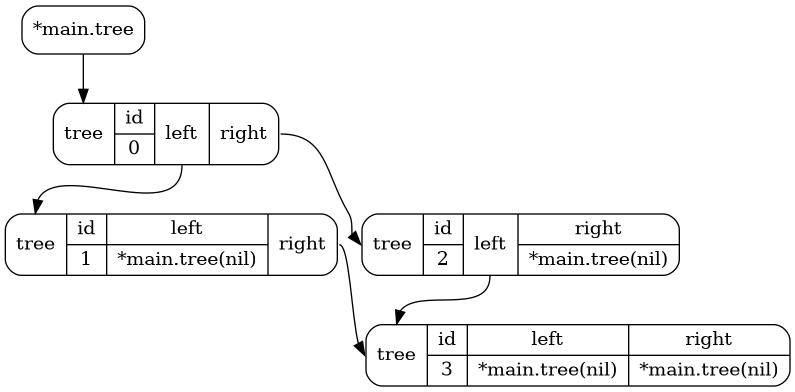 *main.tree
tree id 0 left right
tree id 1 left *main.tree(nil) right
tree id 2 left right *main.tree(nil)
tree id 3 left *main.tree(nil) right *main.tree(nil)